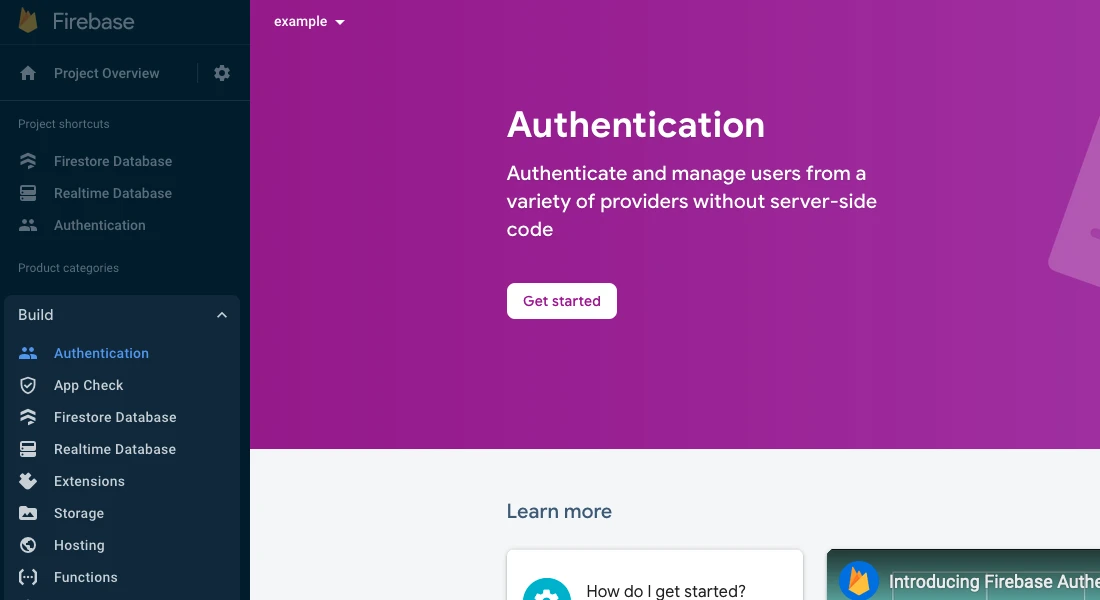 Firebase
example
Project Overview
Project shortcuts
Firestore Database
Realtime Database
Authentication
Product categories
Build
Authentication
App Check
Firestore Database
Realtime Database
Extensions
Storage
Hosting
Functions
Authentication
Authenticate and manage users from a
variety of providers without server-side
code
Get started
Learn more
How do I get started?
Introducing Firebase Authe